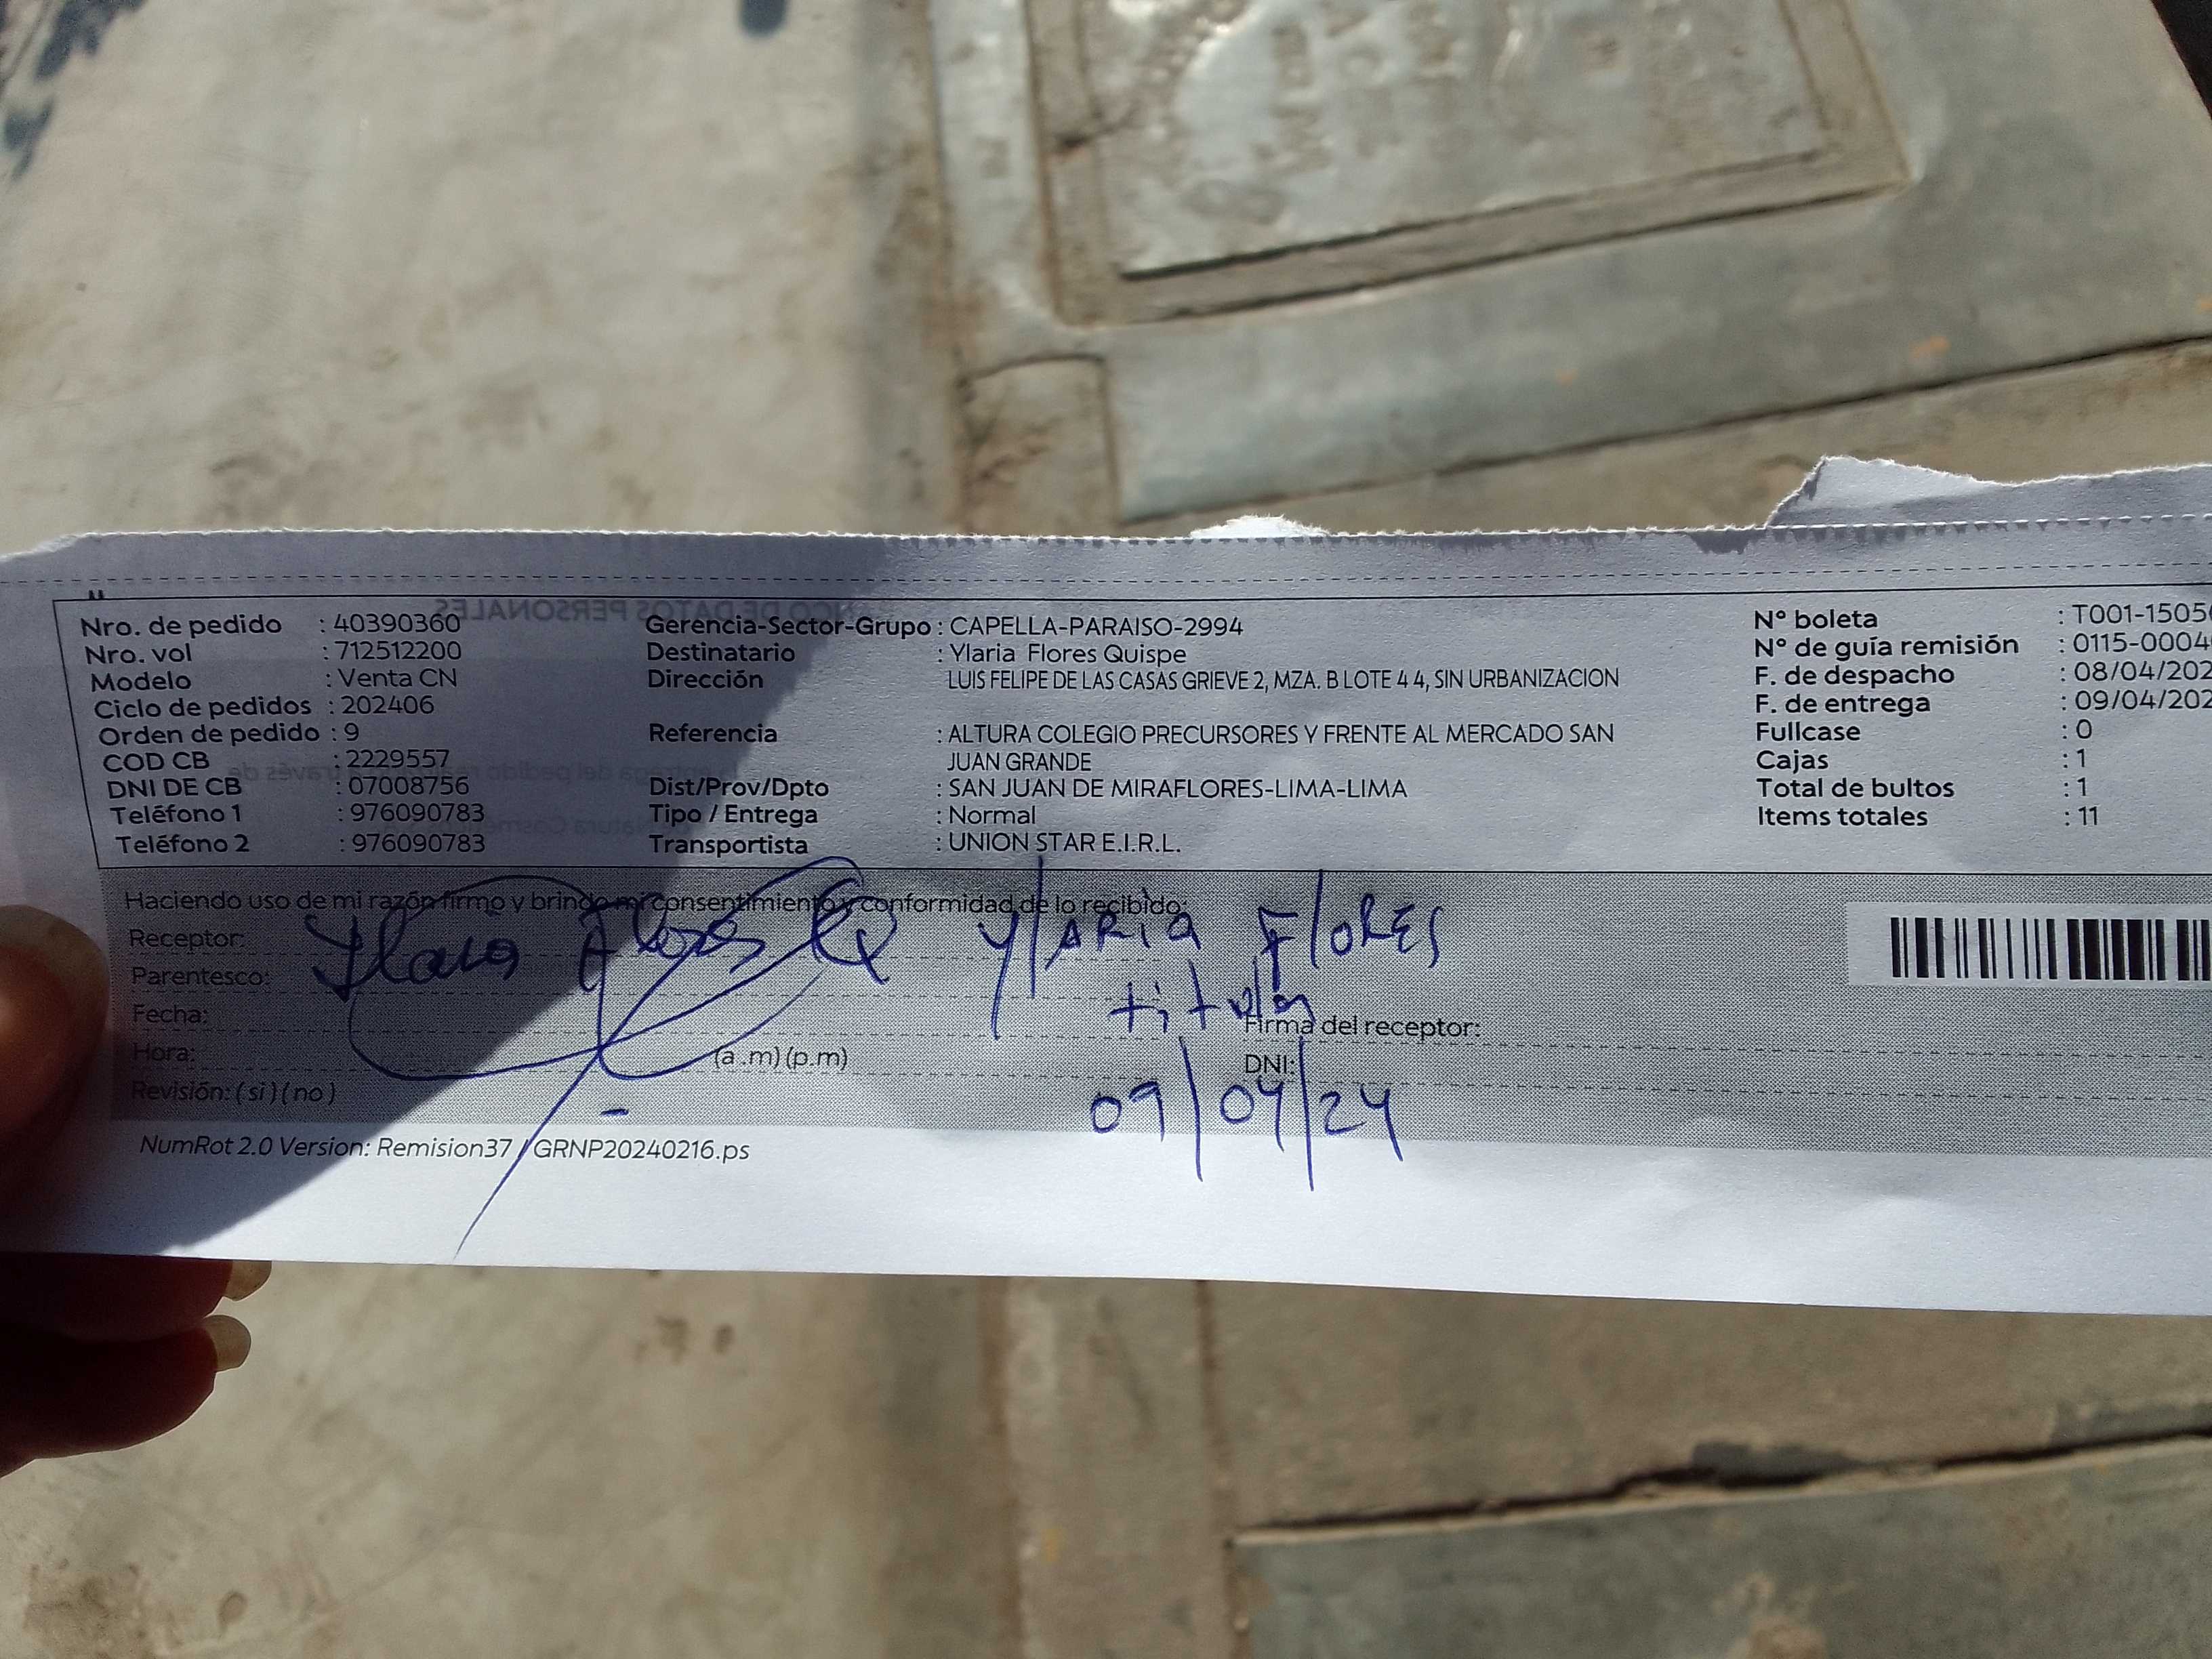 Nro. de pedido : 40390360
Nro. vol : 712512200
Modelo : Venta CN
Ciclo de pedidos : 202406
Orden de pedido : 9
COD CB : 2229557
DNI DE CB : 07008756
Teléfono 1 : 976090783
Teléfono 2 : 976090783
Gerencia-Sector-Grupo : CAPELLA-PARAISO-2994
Destinatario : Ylaria Flores Quispe
Dirección LUIS FELIPE DE LAS CASAS GRIEVE 2, MZA. B LOTE 4 4, SIN URBANIZACION
Referencia : ALTURA COLEGIO PRECURSORES Y FRENTE AL MERCADO SAN
JUAN GRANDE
Dist/Prov/Dpto : SAN JUAN DE MIRAFLORES-LIMA-LIMA
Tipo / Entrega : Normal
Transportista : UNION STAR E.I.R.L.
N° boleta : T001-1505
N° de guía remisión : 0115-0004
F. de despacho : 08/04/202
F. de entrega : 09/04/202
Fullcase : 0
Cajas : 1
Total de bultos : 1
Items totales : 11
Haciendo uso de mi razón firmo y brindo mi consentimiento y conformidad de lo recibido:
Receptor: Ylaria Flores Q YlARia FlORES
Parentesco: titular
Fecha:
Firma del receptor:
Hora: (a .m) (p.m)
DNI:
Revisión: ( si ) ( no )
09/04/24
NumRot 2.0 Version: Remision37 / GRNP20240216.ps